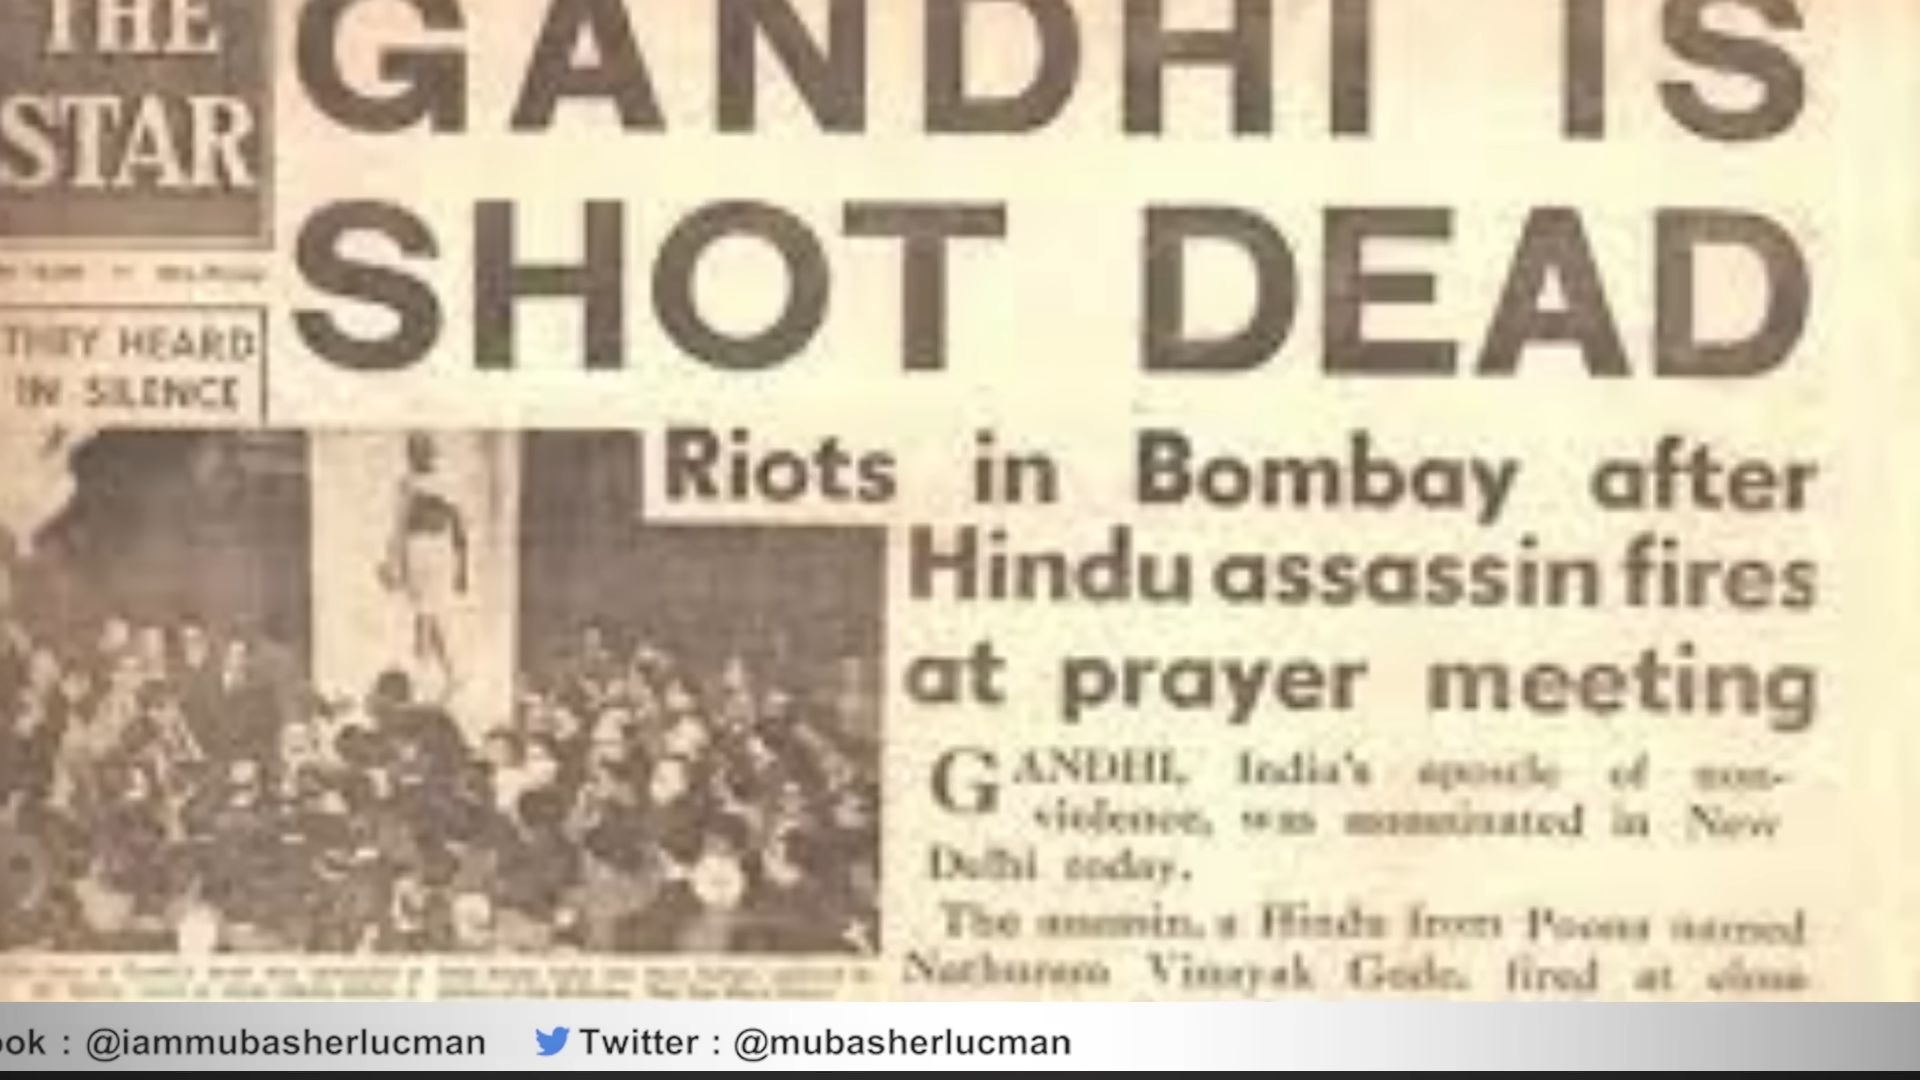 THE
STAR
GANDHI IS
SHOT DEAD
THEY HEARD
IN SILENCE
Riots in Bombay after
Hindu assassin fires
at prayer meeting
GANDHI, India's apostle of non-
violence, was assassinated in New
Delhi today.
The assassin, a Hindu from Poona named
Nathuram Vinayak Gode, fired at close
ook : @iammubasherlucman Twitter : @mubasherlucman